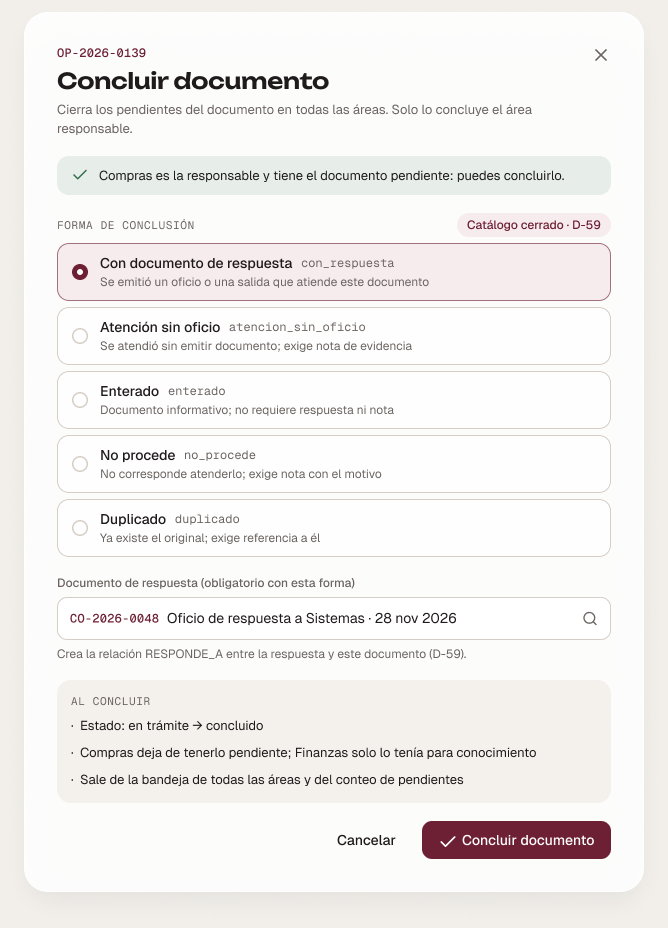 OP-2026-0139
Concluir documento
Cierra los pendientes del documento en todas las áreas. Solo lo concluye el área
responsable.
Compras es la responsable y tiene el documento pendiente: puedes concluirlo.
FORMA DE CONCLUSIÓN
Catálogo cerrado · D-59
Con documento de respuesta con_respuesta
Se emitió un oficio o una salida que atiende este documento
Atención sin oficio atencion_sin_oficio
Se atendió sin emitir documento; exige nota de evidencia
Enterado enterado
Documento informativo; no requiere respuesta ni nota
No procede no_procede
No corresponde atenderlo; exige nota con el motivo
Duplicado duplicado
Ya existe el original; exige referencia a él
Documento de respuesta (obligatorio con esta forma)
CO-2026-0048 Oficio de respuesta a Sistemas · 28 nov 2026
Crea la relación RESPONDE_A entre la respuesta y este documento (D-59).
AL CONCLUIR
· Estado: en trámite → concluido
· Compras deja de tenerlo pendiente; Finanzas solo lo tenía para conocimiento
· Sale de la bandeja de todas las áreas y del conteo de pendientes
Cancelar
Concluir documento